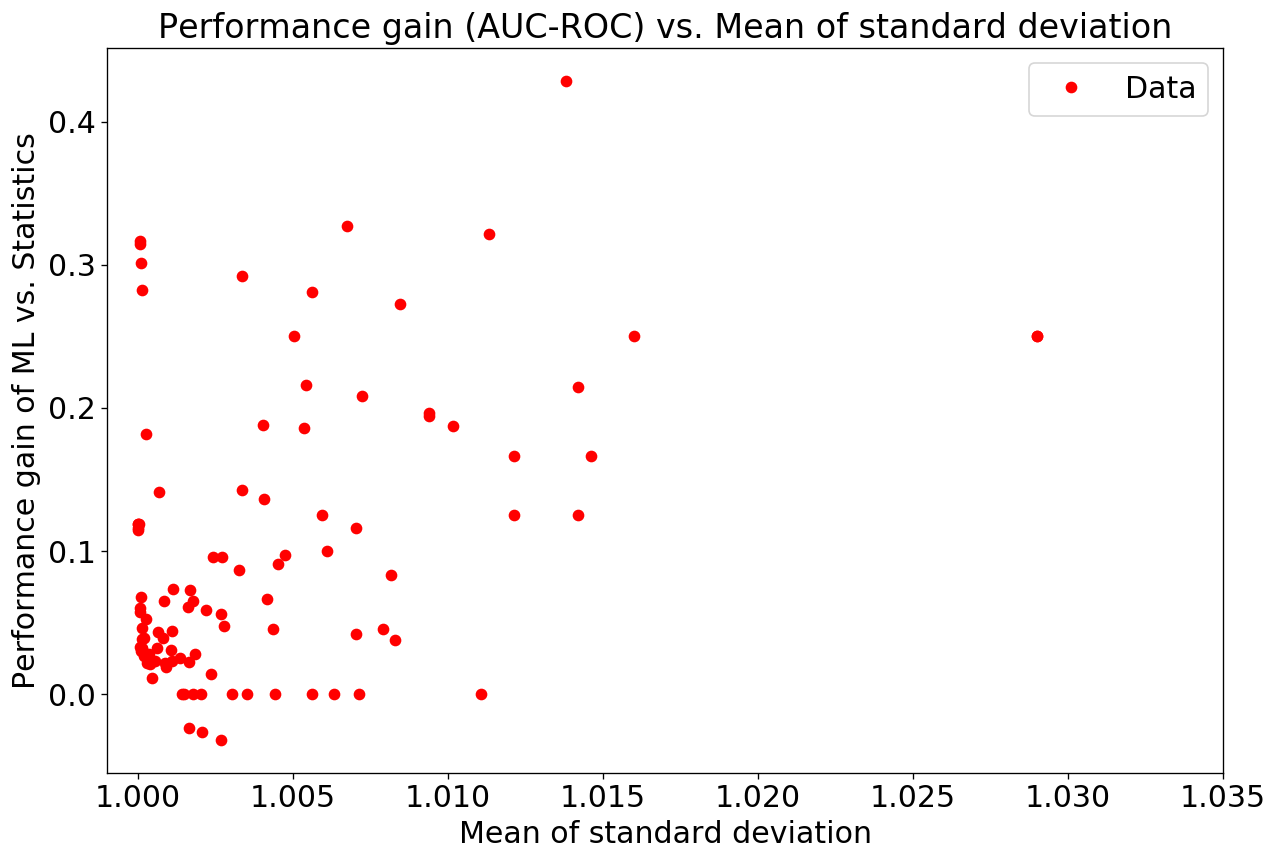 Performance gain (AUC-ROC) vs. Mean of standard deviation
Data
Performance gain of ML vs. Statistics
0.4
0.3
0.2
0.1
0.0
1.000 1.005 1.010 1.015 1.020 1.025 1.030 1.035
Mean of standard deviation